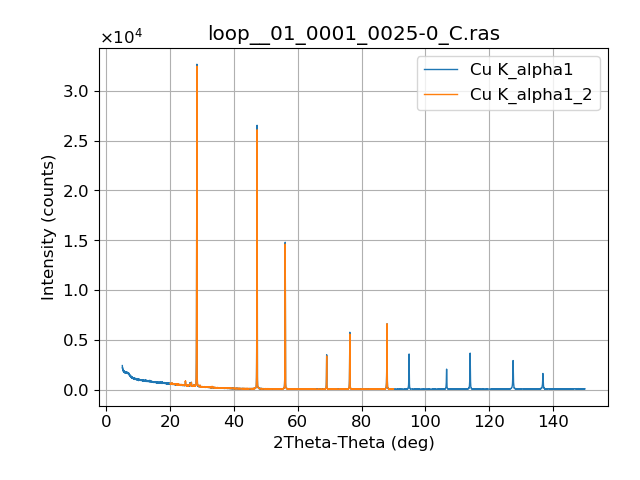 loop__01_0001_0025-0_C.ras
×10⁴
Cu K_alpha1
Cu K_alpha1_2
3.0
2.5
2.0
1.5
1.0
0.5
0.0
Intensity (counts)
0 20 40 60 80 100 120 140
2Theta-Theta (deg)